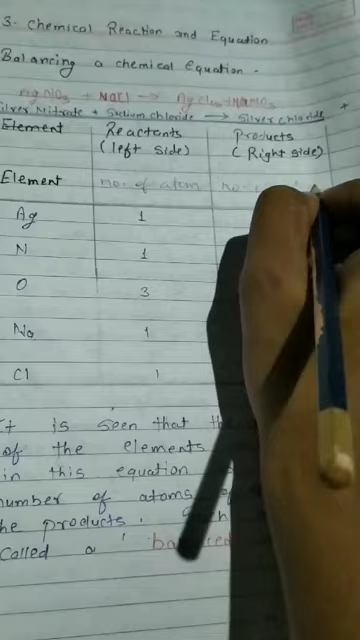 3- Chemical Reaction and Equation
Balancing a chemical equation -
AgNO3 + NaCl → AgCl + NaNO3
Silver Nitrate + Sodium chloride → Silver chloride +
Element Reactants Products
(left side) (Right side)
Element no. of atom no.
Ag 1
N 1
O 3
Na 1
Cl 1
It is seen that
of the elements
in this equation
number of atoms of
the products.
called a